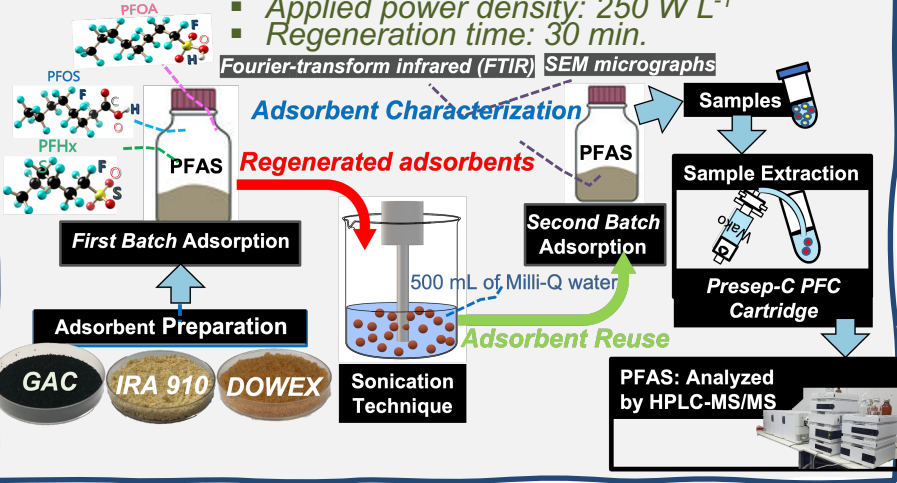 ▪ Applied power density: 250 W L⁻¹
▪ Regeneration time: 30 min.
PFOA
F
S
O
H
Fourier-transform infrared (FTIR)
SEM micrographs
PFOS
F
C
H
O
PFHx
F
O
S
O
PFAS
Adsorbent Characterization
PFAS
Samples
Regenerated adsorbents
Sample Extraction
Wako
Presep-C PFC
Cartridge
First Batch Adsorption
Second Batch
Adsorption
500 mL of Milli-Q water
Adsorbent Preparation
Adsorbent Reuse
GAC
IRA 910
DOWEX
Sonication
Technique
PFAS: Analyzed
by HPLC-MS/MS